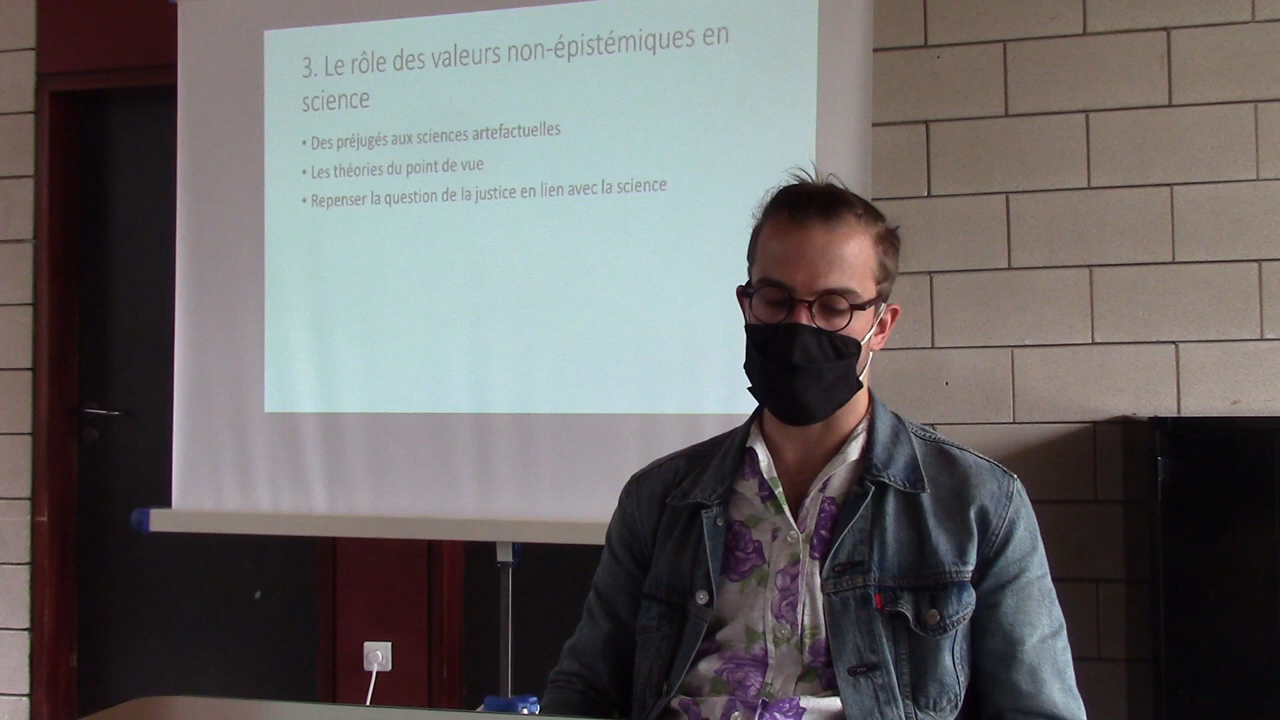 3. Le rôle des valeurs non-épistémiques en
science
• Des préjugés aux sciences artefactuelles
• Les théories du point de vue
• Repenser la question de la justice en lien avec la science